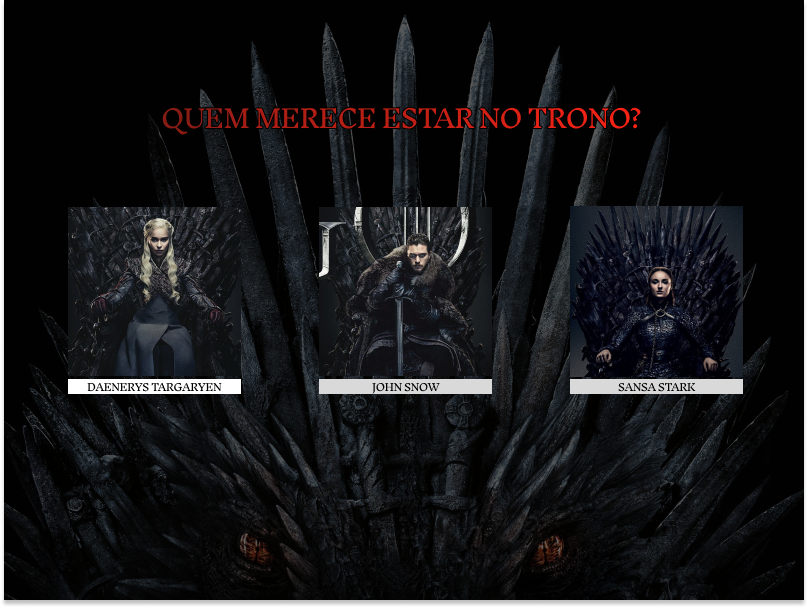 QUEM MERECE ESTAR NO TRONO?
DAENERYS TARGARYEN
JOHN SNOW
SANSA STARK